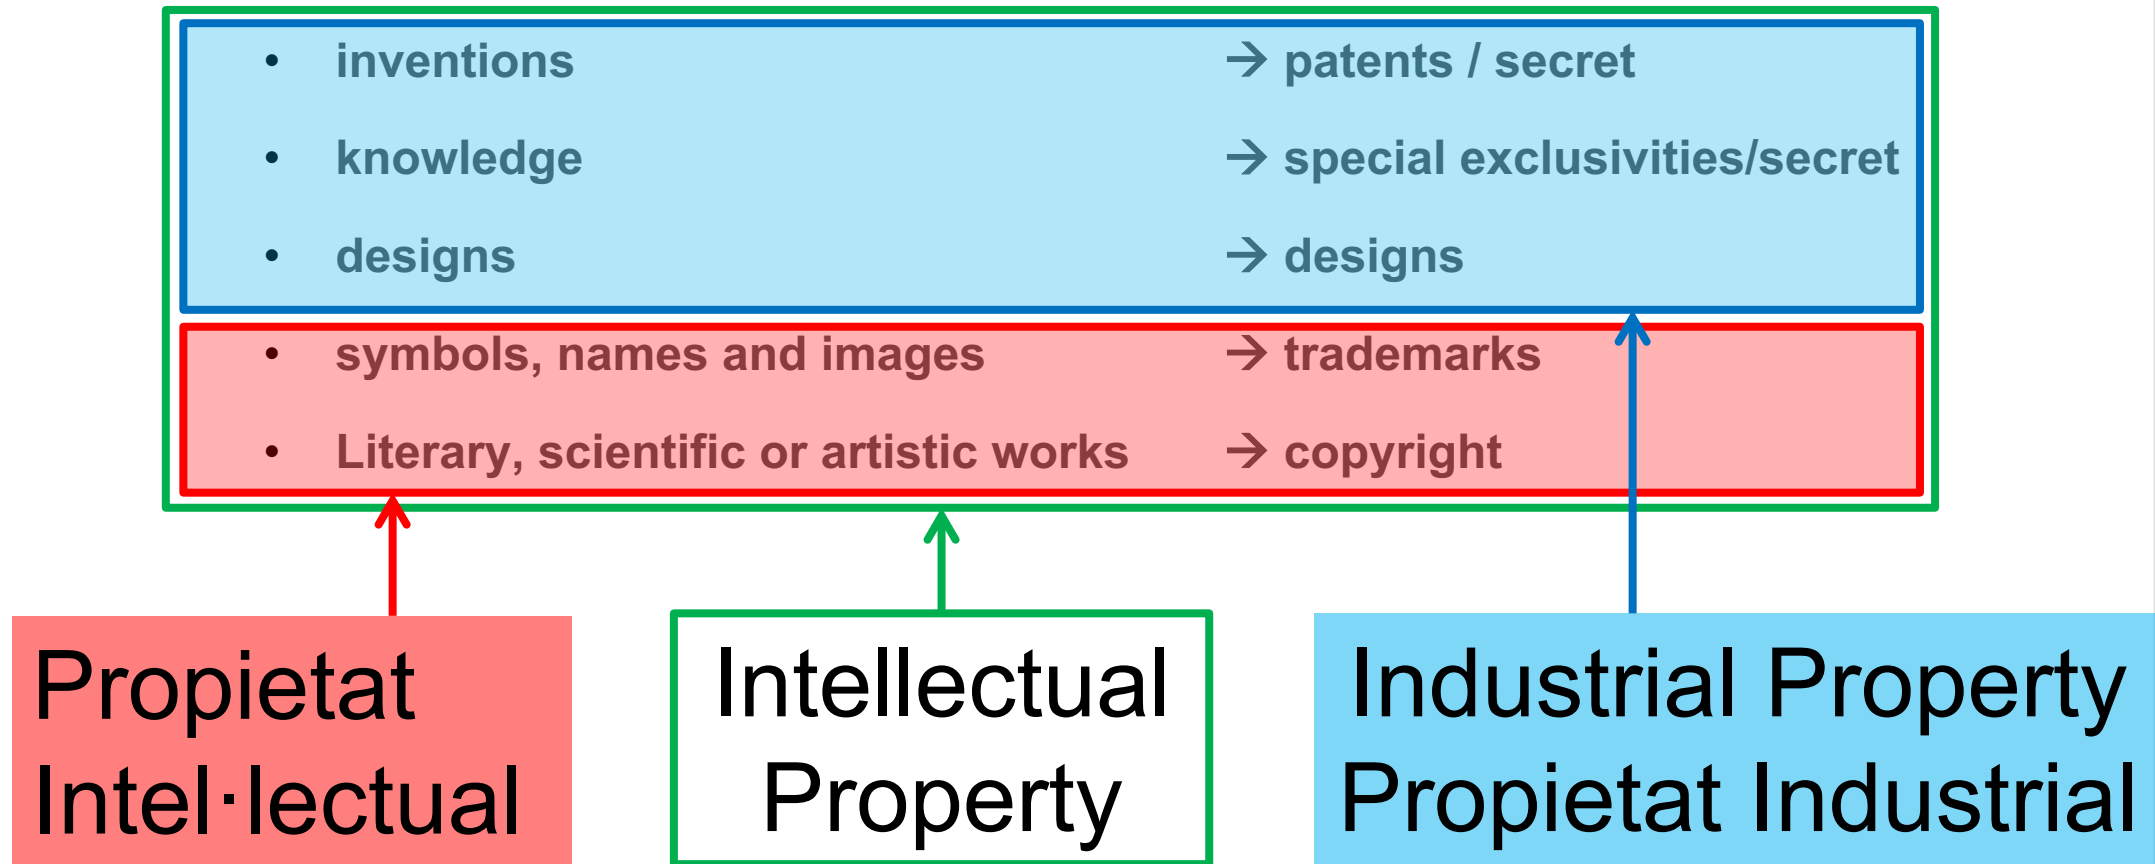 • inventions → patents / secret
• knowledge → special exclusivities/secret
• designs → designs
• symbols, names and images → trademarks
• Literary, scientific or artistic works → copyright
Propietat
Intel·lectual
Intellectual
Property
Industrial Property
Propietat Industrial